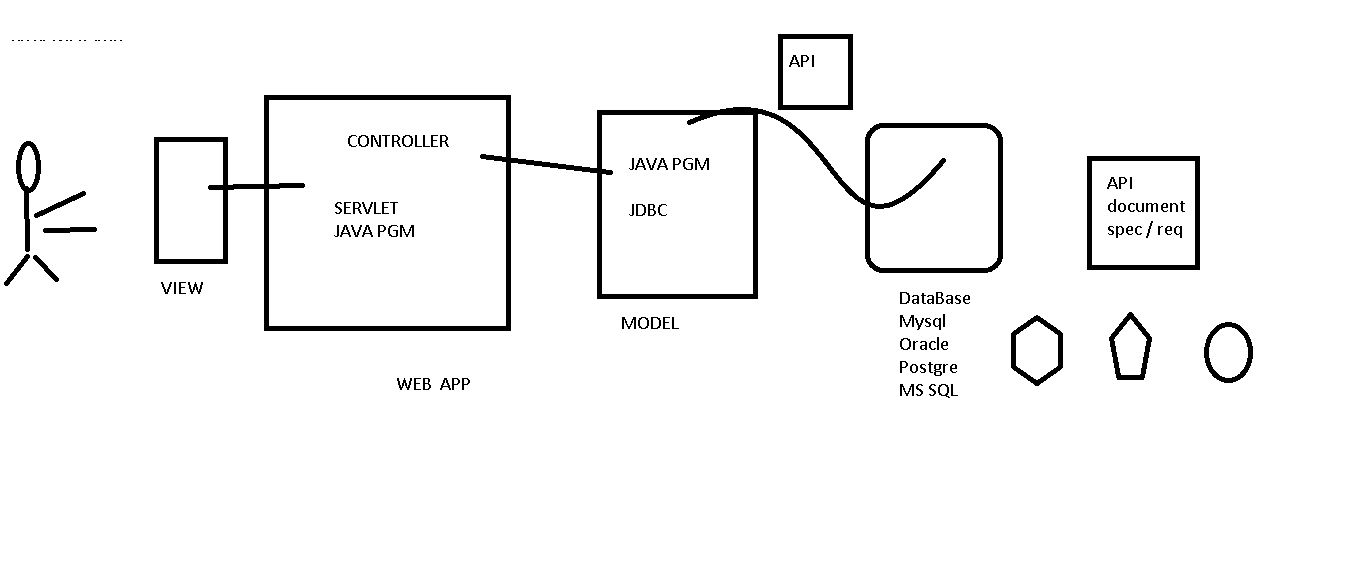 API
CONTROLLER
SERVLET
JAVA PGM
VIEW
JAVA PGM
JDBC
MODEL
WEB  APP
API
document
spec / req
DataBase
Mysql
Oracle
Postgre
MS SQL